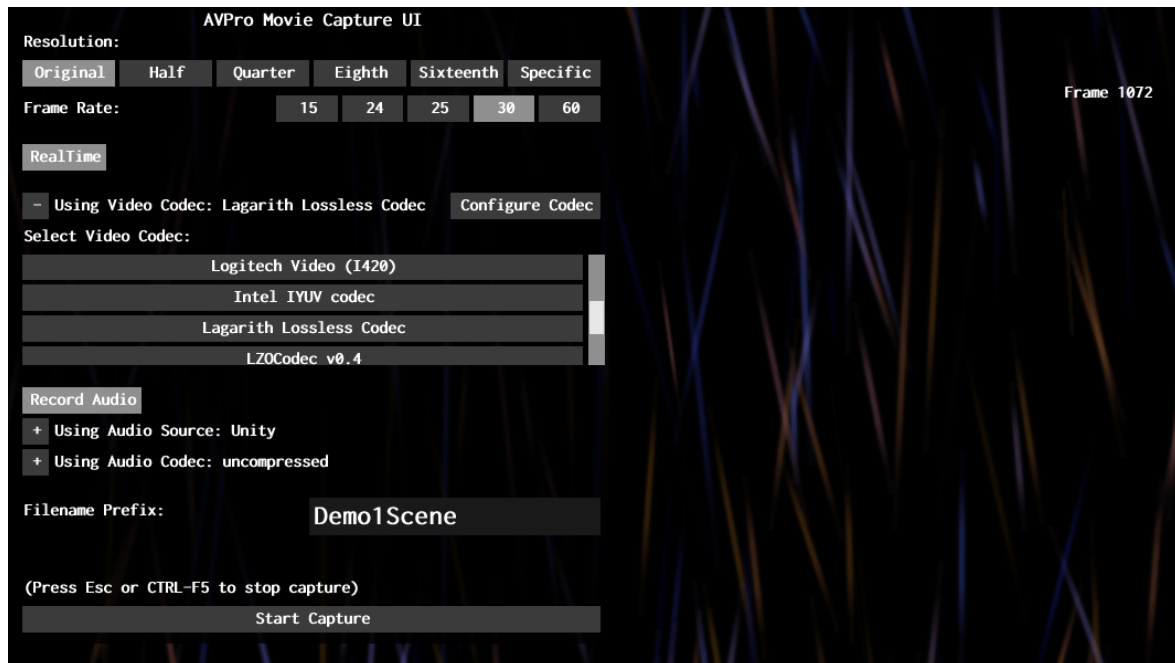 AVPro Movie Capture UI
Resolution:
Original Half Quarter Eighth Sixteenth Specific
Frame 1072
Frame Rate: 15 24 25 30 60
RealTime
- Using Video Codec: Lagarith Lossless Codec Configure Codec
Select Video Codec:
Logitech Video (I420)
Intel IYUV codec
Lagarith Lossless Codec
LZOCodec v0.4
Record Audio
+ Using Audio Source: Unity
+ Using Audio Codec: uncompressed
Filename Prefix: Demo1Scene
(Press Esc or CTRL-F5 to stop capture)
Start Capture